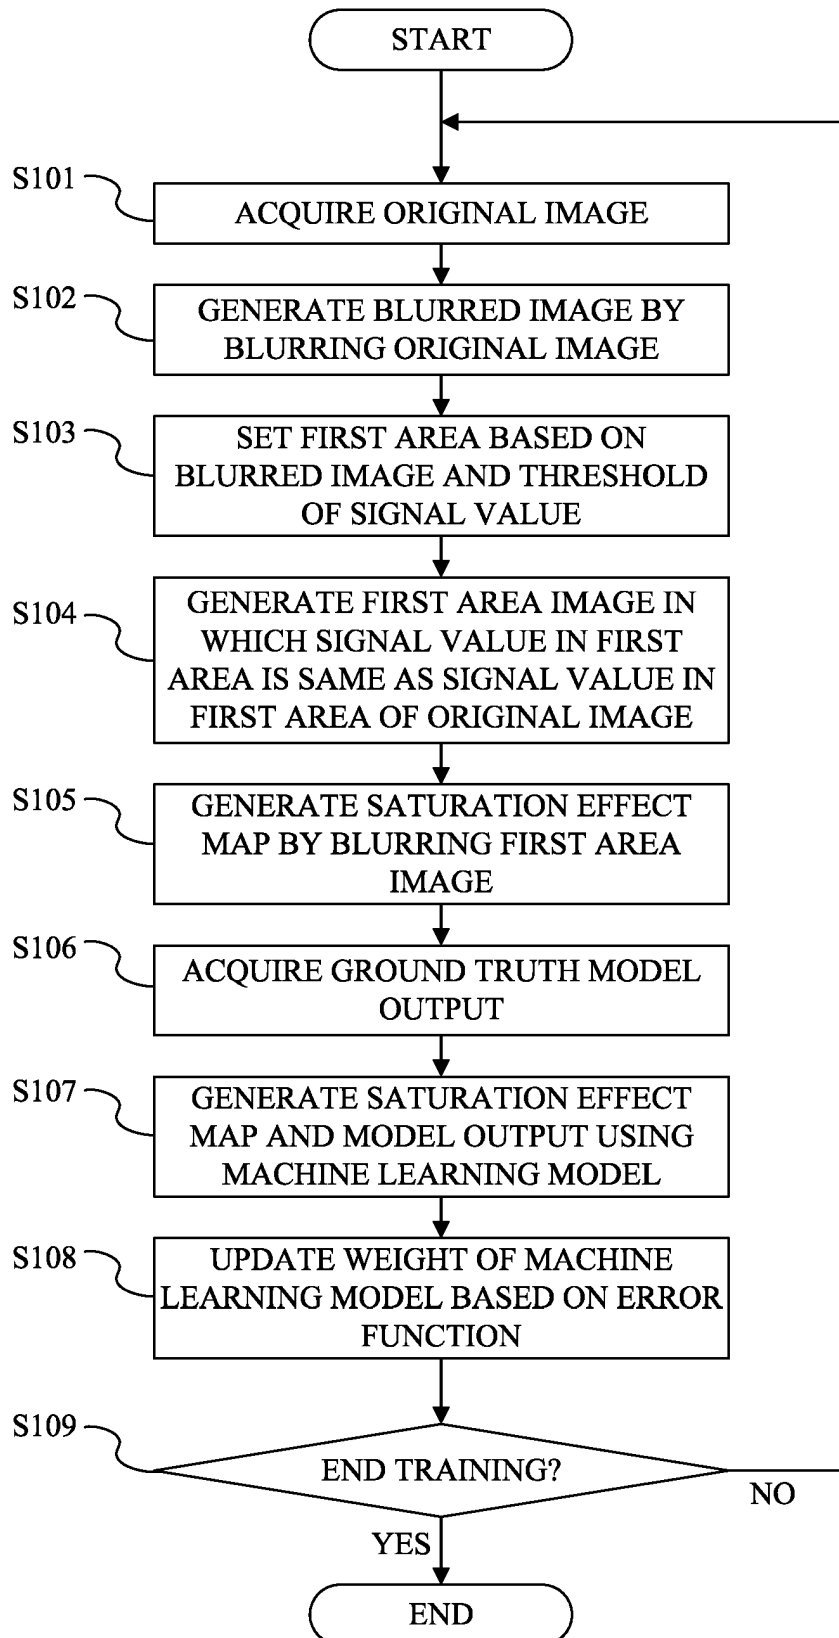 START
S101
ACQUIRE ORIGINAL IMAGE
S102
GENERATE BLURRED IMAGE BY
BLURRING ORIGINAL IMAGE
S103
SET FIRST AREA BASED ON
BLURRED IMAGE AND THRESHOLD
OF SIGNAL VALUE
S104
GENERATE FIRST AREA IMAGE IN
WHICH SIGNAL VALUE IN FIRST
AREA IS SAME AS SIGNAL VALUE IN
FIRST AREA OF ORIGINAL IMAGE
S105
GENERATE SATURATION EFFECT
MAP BY BLURRING FIRST AREA
IMAGE
S106
ACQUIRE GROUND TRUTH MODEL
OUTPUT
S107
GENERATE SATURATION EFFECT
MAP AND MODEL OUTPUT USING
MACHINE LEARNING MODEL
S108
UPDATE WEIGHT OF MACHINE
LEARNING MODEL BASED ON ERROR
FUNCTION
S109
END TRAINING?
NO
YES
END